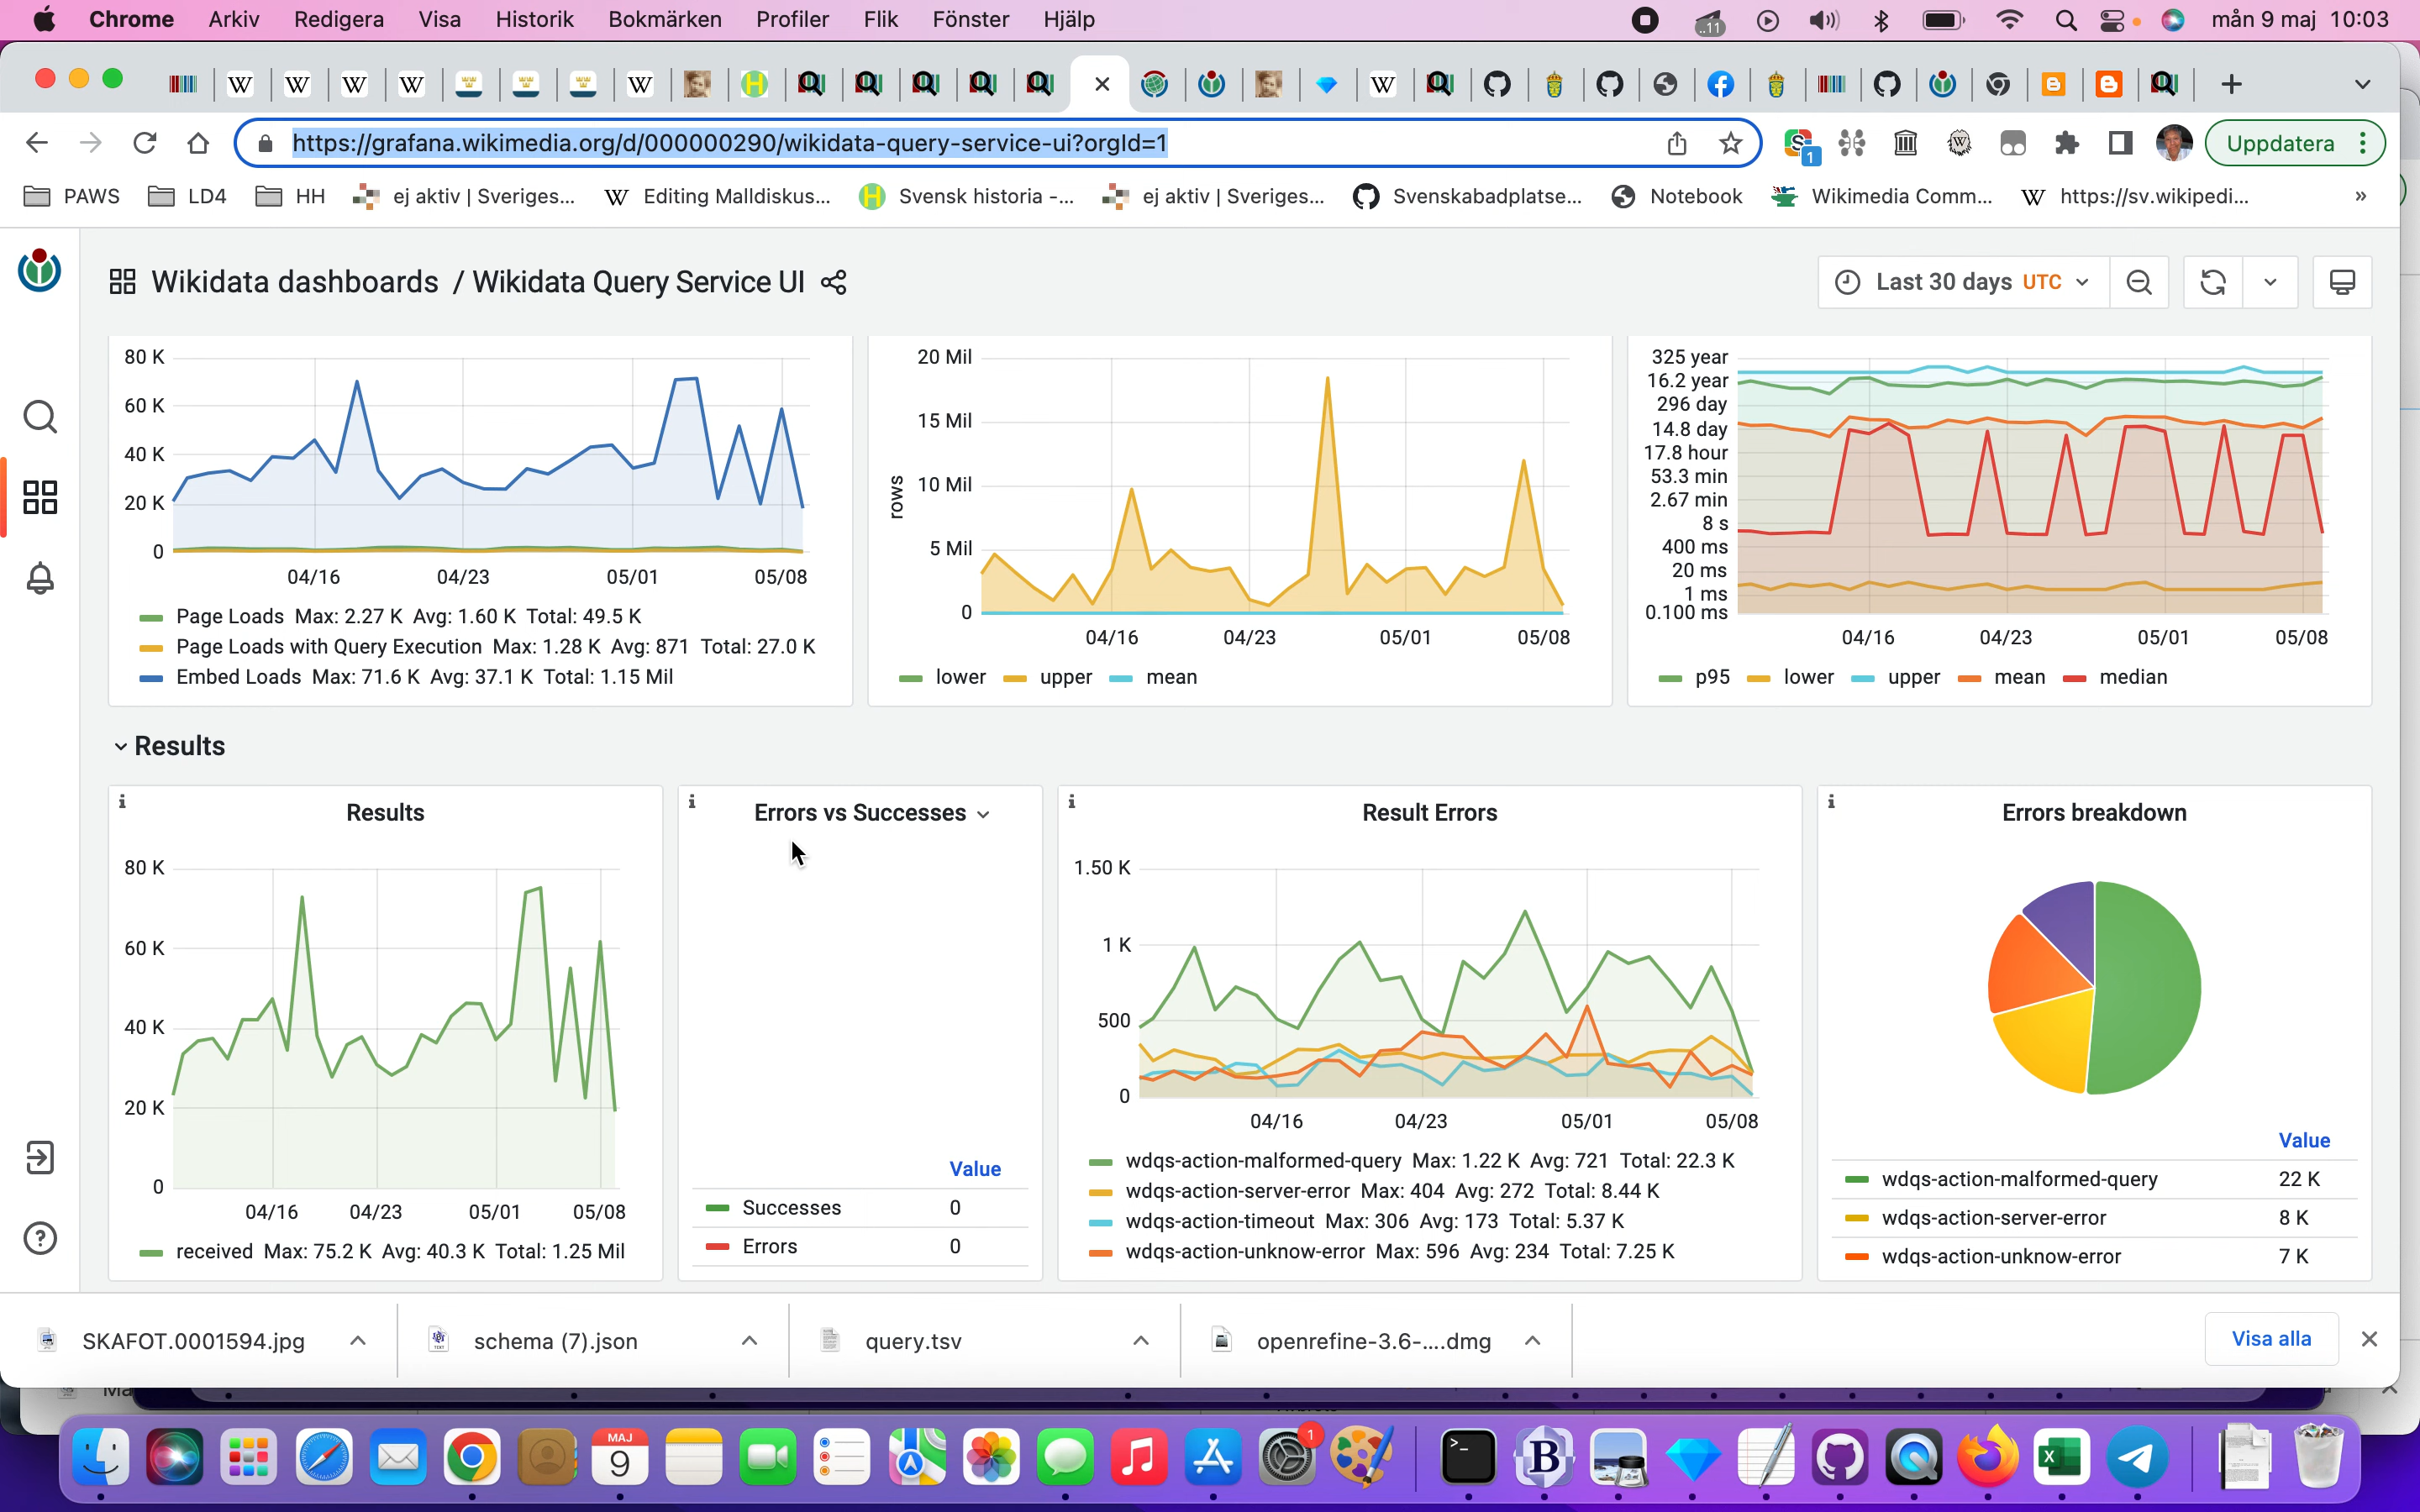 Chrome Arkiv Redigera Visa Historik Bokmärken Profiler Flik Fönster Hjälp ..11 mån 9 maj 10:03
https://grafana.wikimedia.org/d/000000290/wikidata-query-service-ui?orgId=1 1 Uppdatera
PAWS LD4 HH ej aktiv | Sveriges... Editing Malldiskus... Svensk historia -... ej aktiv | Sveriges... Svenskabadplatse... Notebook Wikimedia Comm... https://sv.wikipedi... »
Wikidata dashboards / Wikidata Query Service UI Last 30 days UTC
80 K
60 K
40 K
20 K
0
04/16 04/23 05/01 05/08
Page Loads Max: 2.27 K Avg: 1.60 K Total: 49.5 K
Page Loads with Query Execution Max: 1.28 K Avg: 871 Total: 27.0 K
Embed Loads Max: 71.6 K Avg: 37.1 K Total: 1.15 Mil
rows
20 Mil
15 Mil
10 Mil
5 Mil
0
04/16 04/23 05/01 05/08
lower upper mean
325 year
16.2 year
296 day
14.8 day
17.8 hour
53.3 min
2.67 min
8 s
400 ms
20 ms
1 ms
0.100 ms
04/16 04/23 05/01 05/08
p95 lower upper mean median
Results
i Results
80 K
60 K
40 K
20 K
0
04/16 04/23 05/01 05/08
received Max: 75.2 K Avg: 40.3 K Total: 1.25 Mil
i Errors vs Successes
Value
Successes 0
Errors 0
i Result Errors
1.50 K
1 K
500
0
04/16 04/23 05/01 05/08
wdqs-action-malformed-query Max: 1.22 K Avg: 721 Total: 22.3 K
wdqs-action-server-error Max: 404 Avg: 272 Total: 8.44 K
wdqs-action-timeout Max: 306 Avg: 173 Total: 5.37 K
wdqs-action-unknow-error Max: 596 Avg: 234 Total: 7.25 K
i Errors breakdown
Value
wdqs-action-malformed-query 22 K
wdqs-action-server-error 8 K
wdqs-action-unknow-error 7 K
SKAFOT.0001594.jpg schema (7).json query.tsv openrefine-3.6-....dmg Visa alla
MAJ
9
1